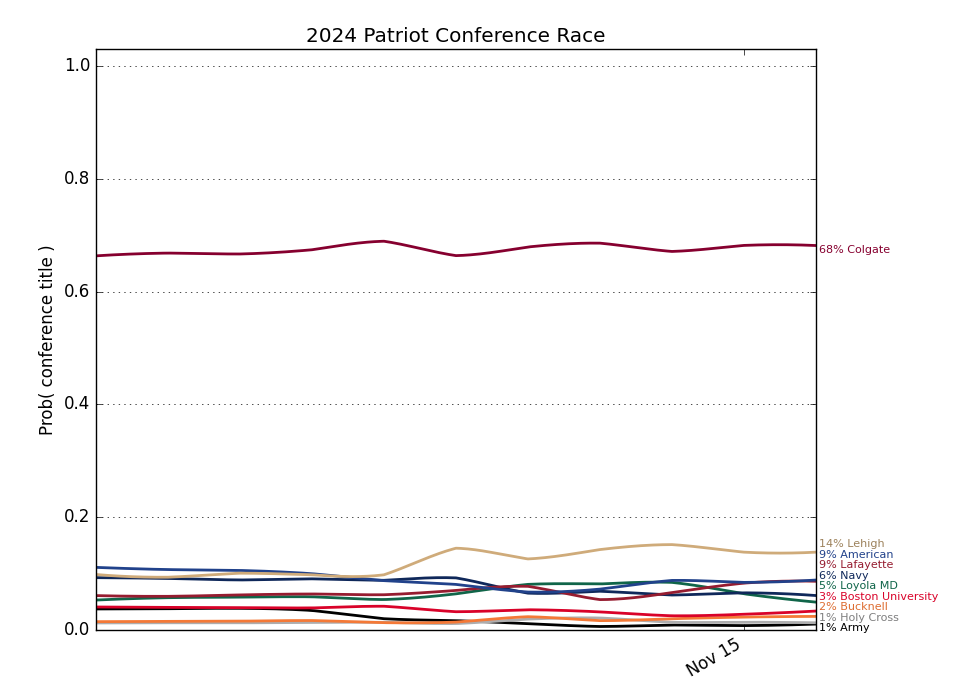 2024 Patriot Conference Race
1.0
0.8
0.6
0.4
0.2
0.0
Prob( conference title )
68% Colgate
14% Lehigh
9% American
9% Lafayette
6% Navy
5% Loyola MD
3% Boston University
2% Bucknell
1% Holy Cross
1% Army
Nov 15